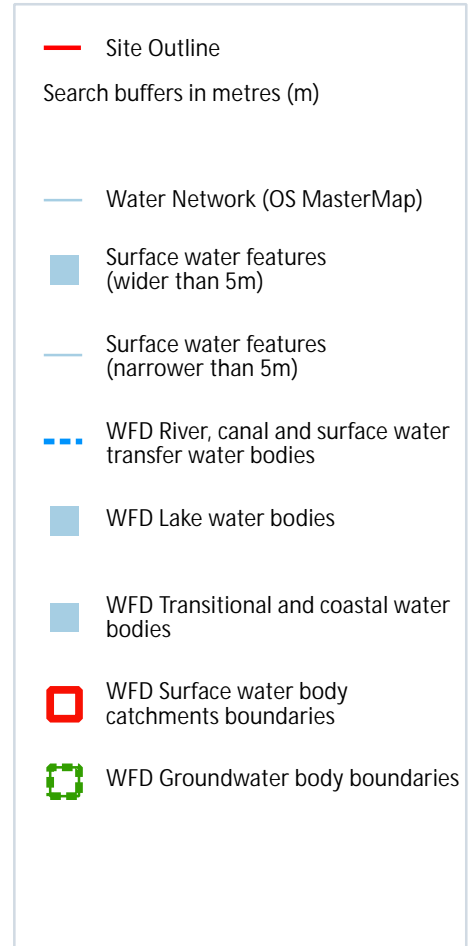 Site Outline
Search buffers in metres (m)
Water Network (OS MasterMap)
Surface water features
(wider than 5m)
Surface water features
(narrower than 5m)
WFD River, canal and surface water
transfer water bodies
WFD Lake water bodies
WFD Transitional and coastal water
bodies
WFD Surface water body
catchments boundaries
WFD Groundwater body boundaries